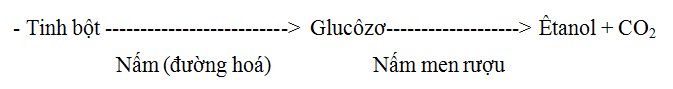 - Tinh bột ---------------------------> Glucôzơ--------------------> Êtanol + CO₂
Nấm (đường hoá) Nấm men rượu